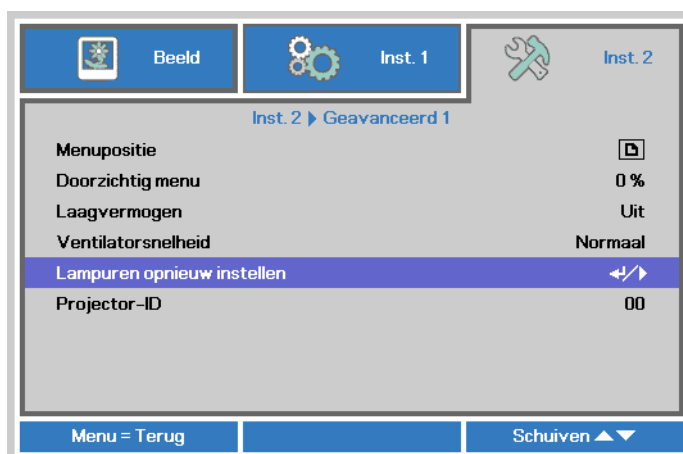 Beeld
Inst. 1
Inst. 2
Inst. 2 Geavanceerd 1
Menupositie
Doorzichtig menu 0 %
Laagvermogen Uit
Ventilatorsnelheid Normaal
Lampuren opnieuw instellen
Projector-ID 00
Menu = Terug
Schuiven